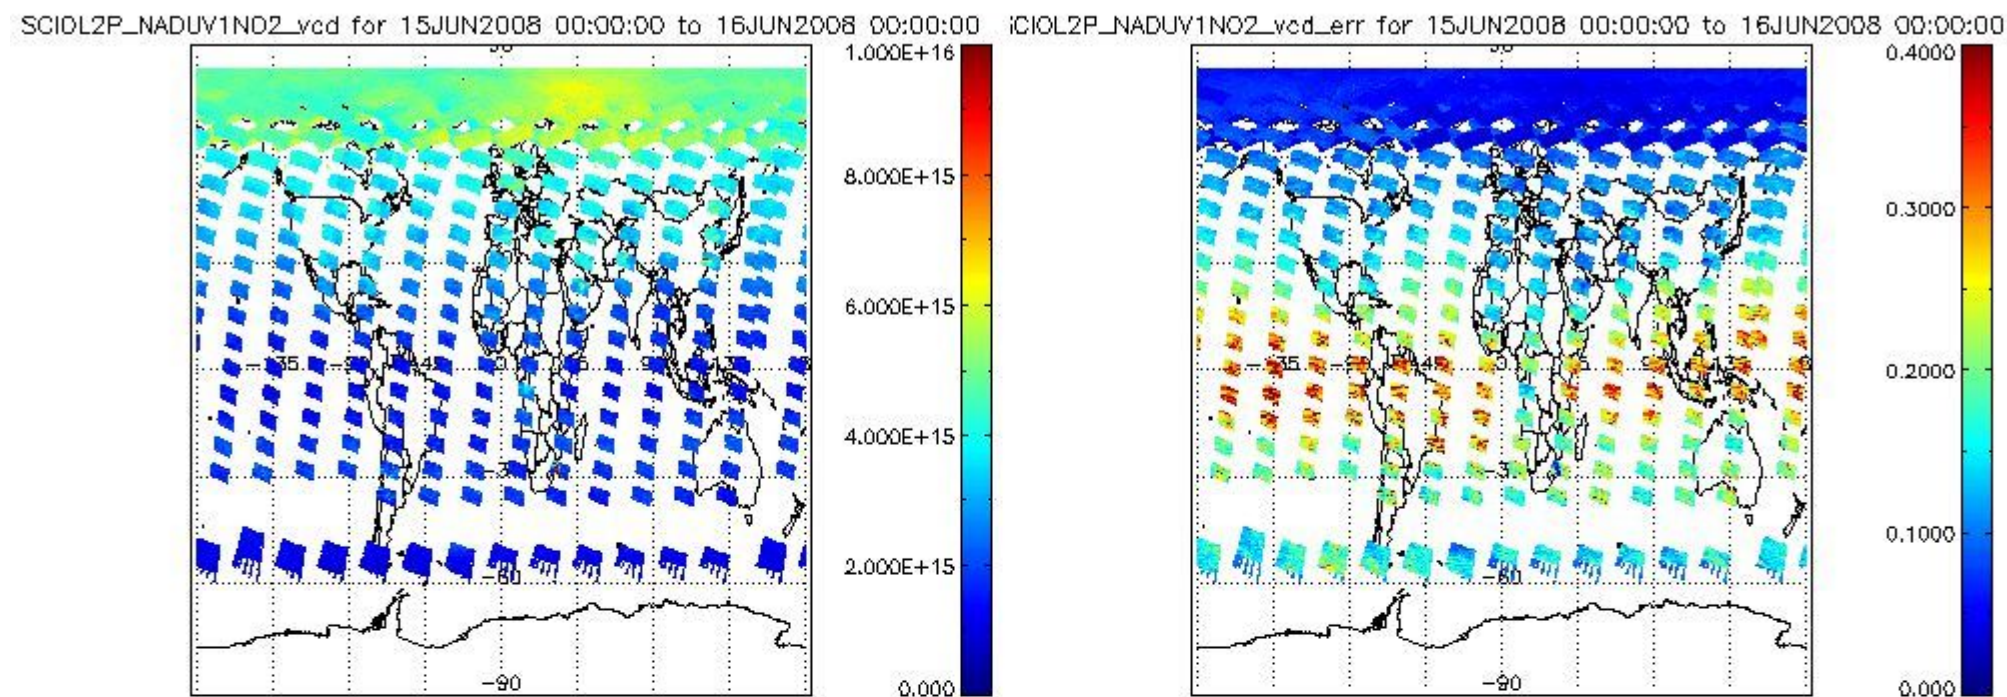 SCIOL2P_NADUV1NO2_vcd for 15JUN2008 00:00:00 to 16JUN2008 00:00:00
1.000E+16
8.000E+15
6.000E+15
4.000E+15
2.000E+15
0.000
-60
-90
CIOL2P_NADUV1NO2_vcd_err for 15JUN2008 00:00:00 to 16JUN2008 00:00:00
0.4000
0.3000
0.2000
0.1000
0.000
-60
-90